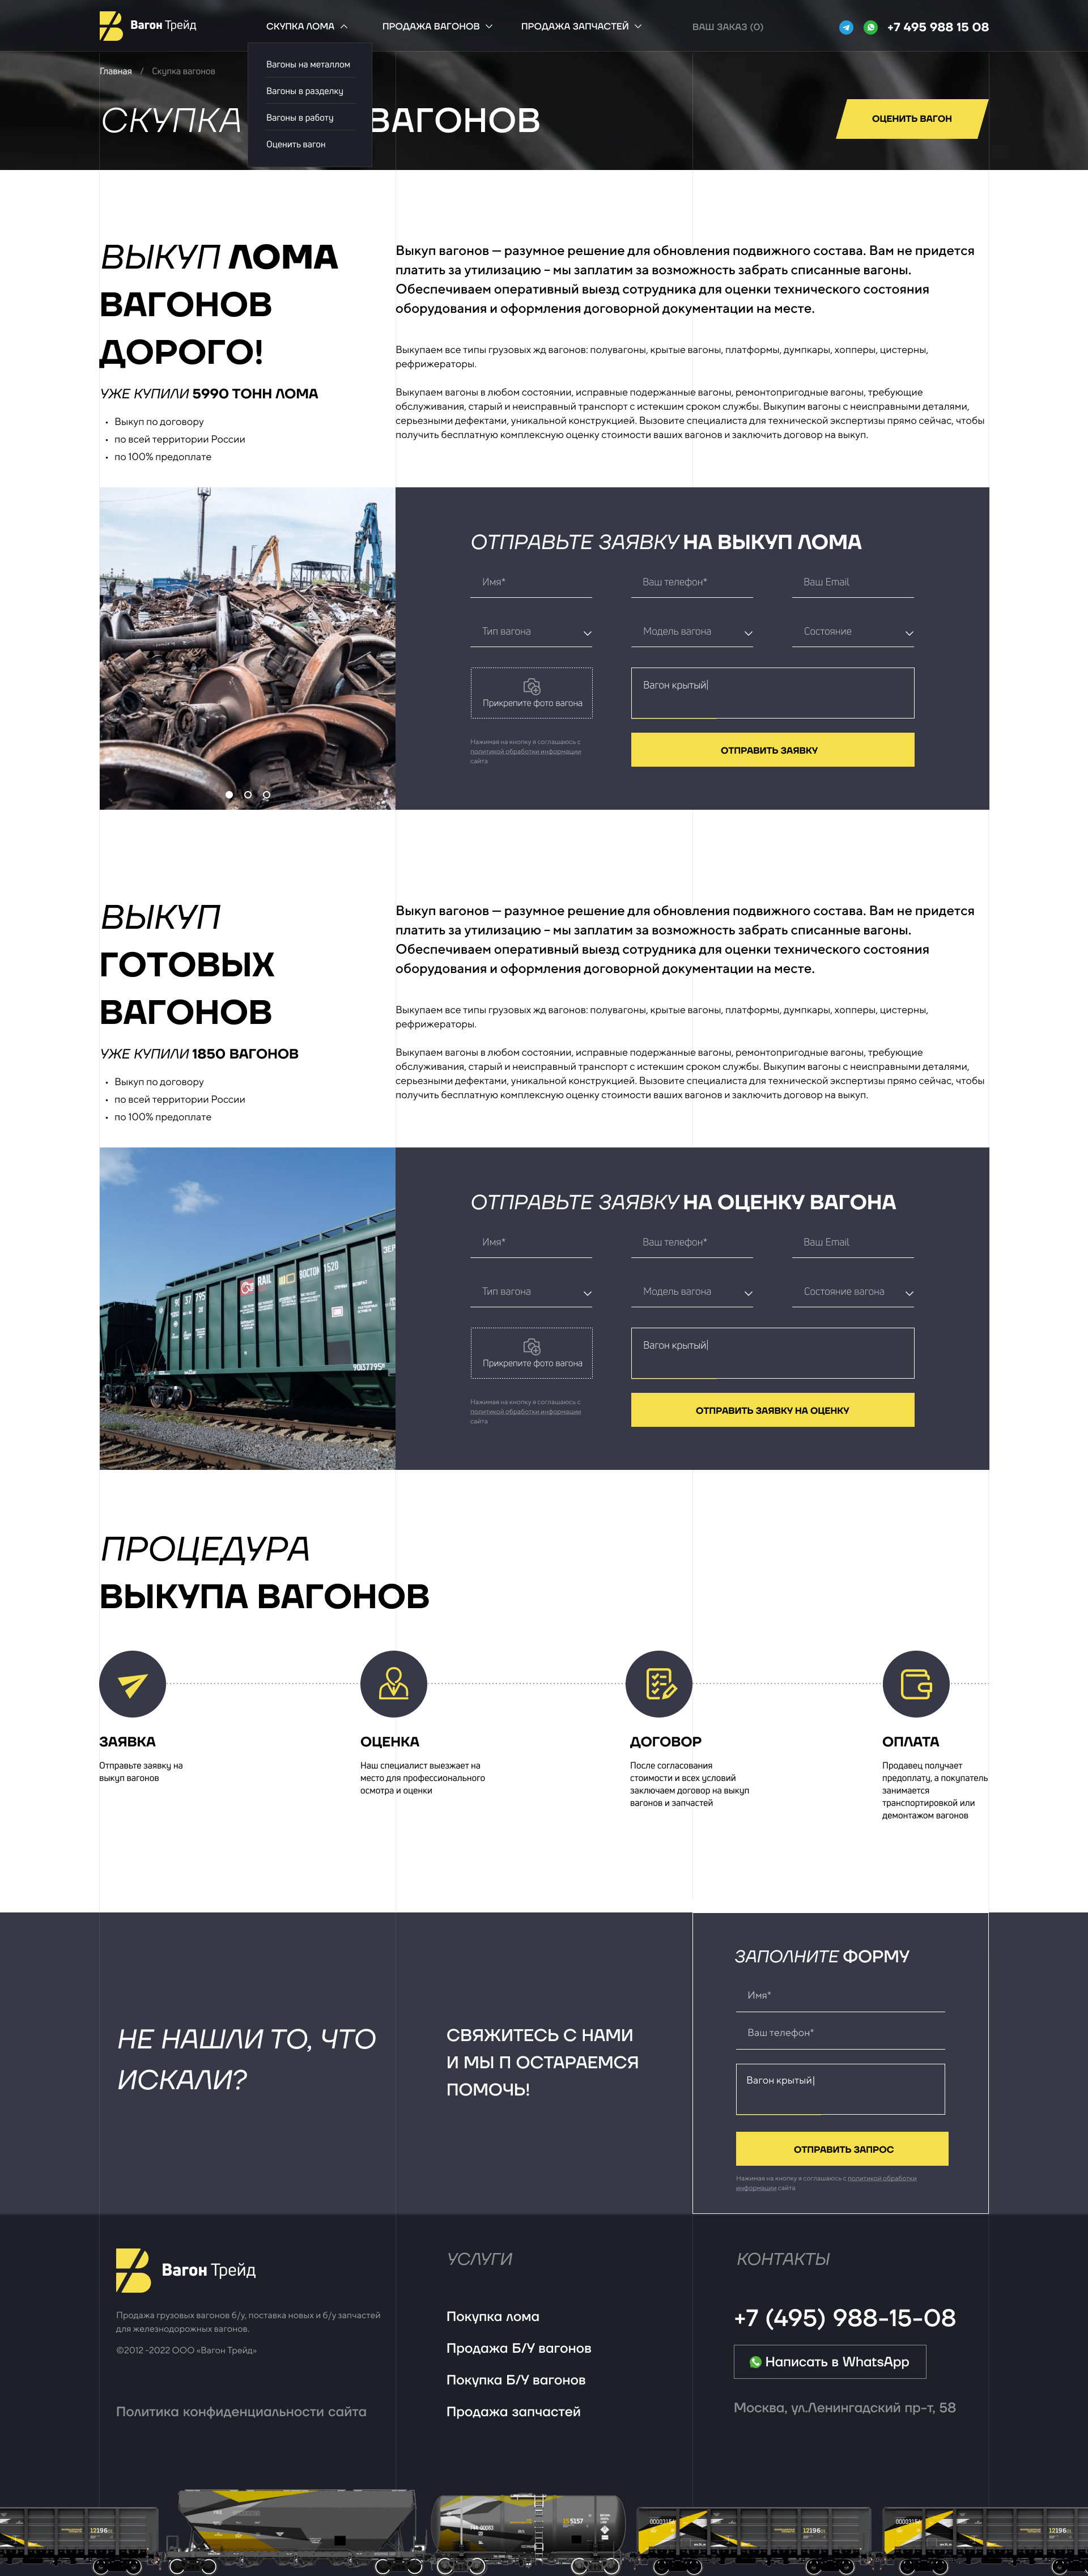 Вагон Трейд
СКУПКА ЛОМА
ПРОДАЖА ВАГОНОВ
ПРОДАЖА ЗАПЧАСТЕЙ
ВАШ ЗАКАЗ (0)
+7 495 988 15 08
Вагоны на металлом
Вагоны в разделку
Вагоны в работу
Оценить вагон
Главная / Скупка вагонов
СКУПКА ВАГОНОВ
ОЦЕНИТЬ ВАГОН
ВЫКУП ЛОМА
ВАГОНОВ
ДОРОГО!
УЖЕ КУПИЛИ 5990 ТОНН ЛОМА
• Выкуп по договору
• по всей территории России
• по 100% предоплате
Выкуп вагонов — разумное решение для обновления подвижного состава. Вам не придется
платить за утилизацию – мы заплатим за возможность забрать списанные вагоны.
Обеспечиваем оперативный выезд сотрудника для оценки технического состояния
оборудования и оформления договорной документации на месте.
Выкупаем все типы грузовых жд вагонов: полувагоны, крытые вагоны, платформы, думпкары, хопперы, цистерны,
рефрижераторы.
Выкупаем вагоны в любом состоянии, исправные подержанные вагоны, ремонтопригодные вагоны, требующие
обслуживания, старый и неисправный транспорт с истекшим сроком службы. Выкупим вагоны с неисправными деталями,
серьезными дефектами, уникальной конструкцией. Вызовите специалиста для технической экспертизы прямо сейчас, чтобы
получить бесплатную комплексную оценку стоимости ваших вагонов и заключить договор на выкуп.
ОТПРАВЬТЕ ЗАЯВКУ НА ВЫКУП ЛОМА
Имя*
Ваш телефон*
Ваш Email
Тип вагона
Модель вагона
Состояние
Прикрепите фото вагона
Вагон крытый
Нажимая на кнопку я соглашаюсь с
политикой обработки информации
сайта
ОТПРАВИТЬ ЗАЯВКУ
ВЫКУП
ГОТОВЫХ
ВАГОНОВ
УЖЕ КУПИЛИ 1850 ВАГОНОВ
• Выкуп по договору
• по всей территории России
• по 100% предоплате
Выкуп вагонов — разумное решение для обновления подвижного состава. Вам не придется
платить за утилизацию – мы заплатим за возможность забрать списанные вагоны.
Обеспечиваем оперативный выезд сотрудника для оценки технического состояния
оборудования и оформления договорной документации на месте.
Выкупаем все типы грузовых жд вагонов: полувагоны, крытые вагоны, платформы, думпкары, хопперы, цистерны,
рефрижераторы.
Выкупаем вагоны в любом состоянии, исправные подержанные вагоны, ремонтопригодные вагоны, требующие
обслуживания, старый и неисправный транспорт с истекшим сроком службы. Выкупим вагоны с неисправными деталями,
серьезными дефектами, уникальной конструкцией. Вызовите специалиста для технической экспертизы прямо сейчас, чтобы
получить бесплатную комплексную оценку стоимости ваших вагонов и заключить договор на выкуп.
RAIL ВОСТОК 1520
90377959
ОТПРАВЬТЕ ЗАЯВКУ НА ОЦЕНКУ ВАГОНА
Имя*
Ваш телефон*
Ваш Email
Тип вагона
Модель вагона
Состояние вагона
Прикрепите фото вагона
Вагон крытый
Нажимая на кнопку я соглашаюсь с
политикой обработки информации
сайта
ОТПРАВИТЬ ЗАЯВКУ НА ОЦЕНКУ
ПРОЦЕДУРА
ВЫКУПА ВАГОНОВ
ЗАЯВКА
Отправьте заявку на
выкуп вагонов
ОЦЕНКА
Наш специалист выезжает на
место для профессионального
осмотра и оценки
ДОГОВОР
После согласования
стоимости и всех условий
заключаем договор на выкуп
вагонов и запчастей
ОПЛАТА
Продавец получает
предоплату, а покупатель
занимается
транспортировкой или
демонтажом вагонов
НЕ НАШЛИ ТО, ЧТО
ИСКАЛИ?
СВЯЖИТЕСЬ С НАМИ
И МЫ П ОСТАРАЕМСЯ
ПОМОЧЬ!
ЗАПОЛНИТЕ ФОРМУ
Имя*
Ваш телефон*
Вагон крытый
ОТПРАВИТЬ ЗАПРОС
Нажимая на кнопку я соглашаюсь с политикой обработки
информации сайта
Вагон Трейд
Продажа грузовых вагонов б/у, поставка новых и б/у запчастей
для железнодорожных вагонов.
©2012 -2022 ООО «Вагон Трейд»
Политика конфиденциальности сайта
УСЛУГИ
Покупка лома
Продажа Б/У вагонов
Покупка Б/У вагонов
Продажа запчастей
КОНТАКТЫ
+7 (495) 988-15-08
Написать в WhatsApp
Москва, ул.Ленингадский пр-т, 58